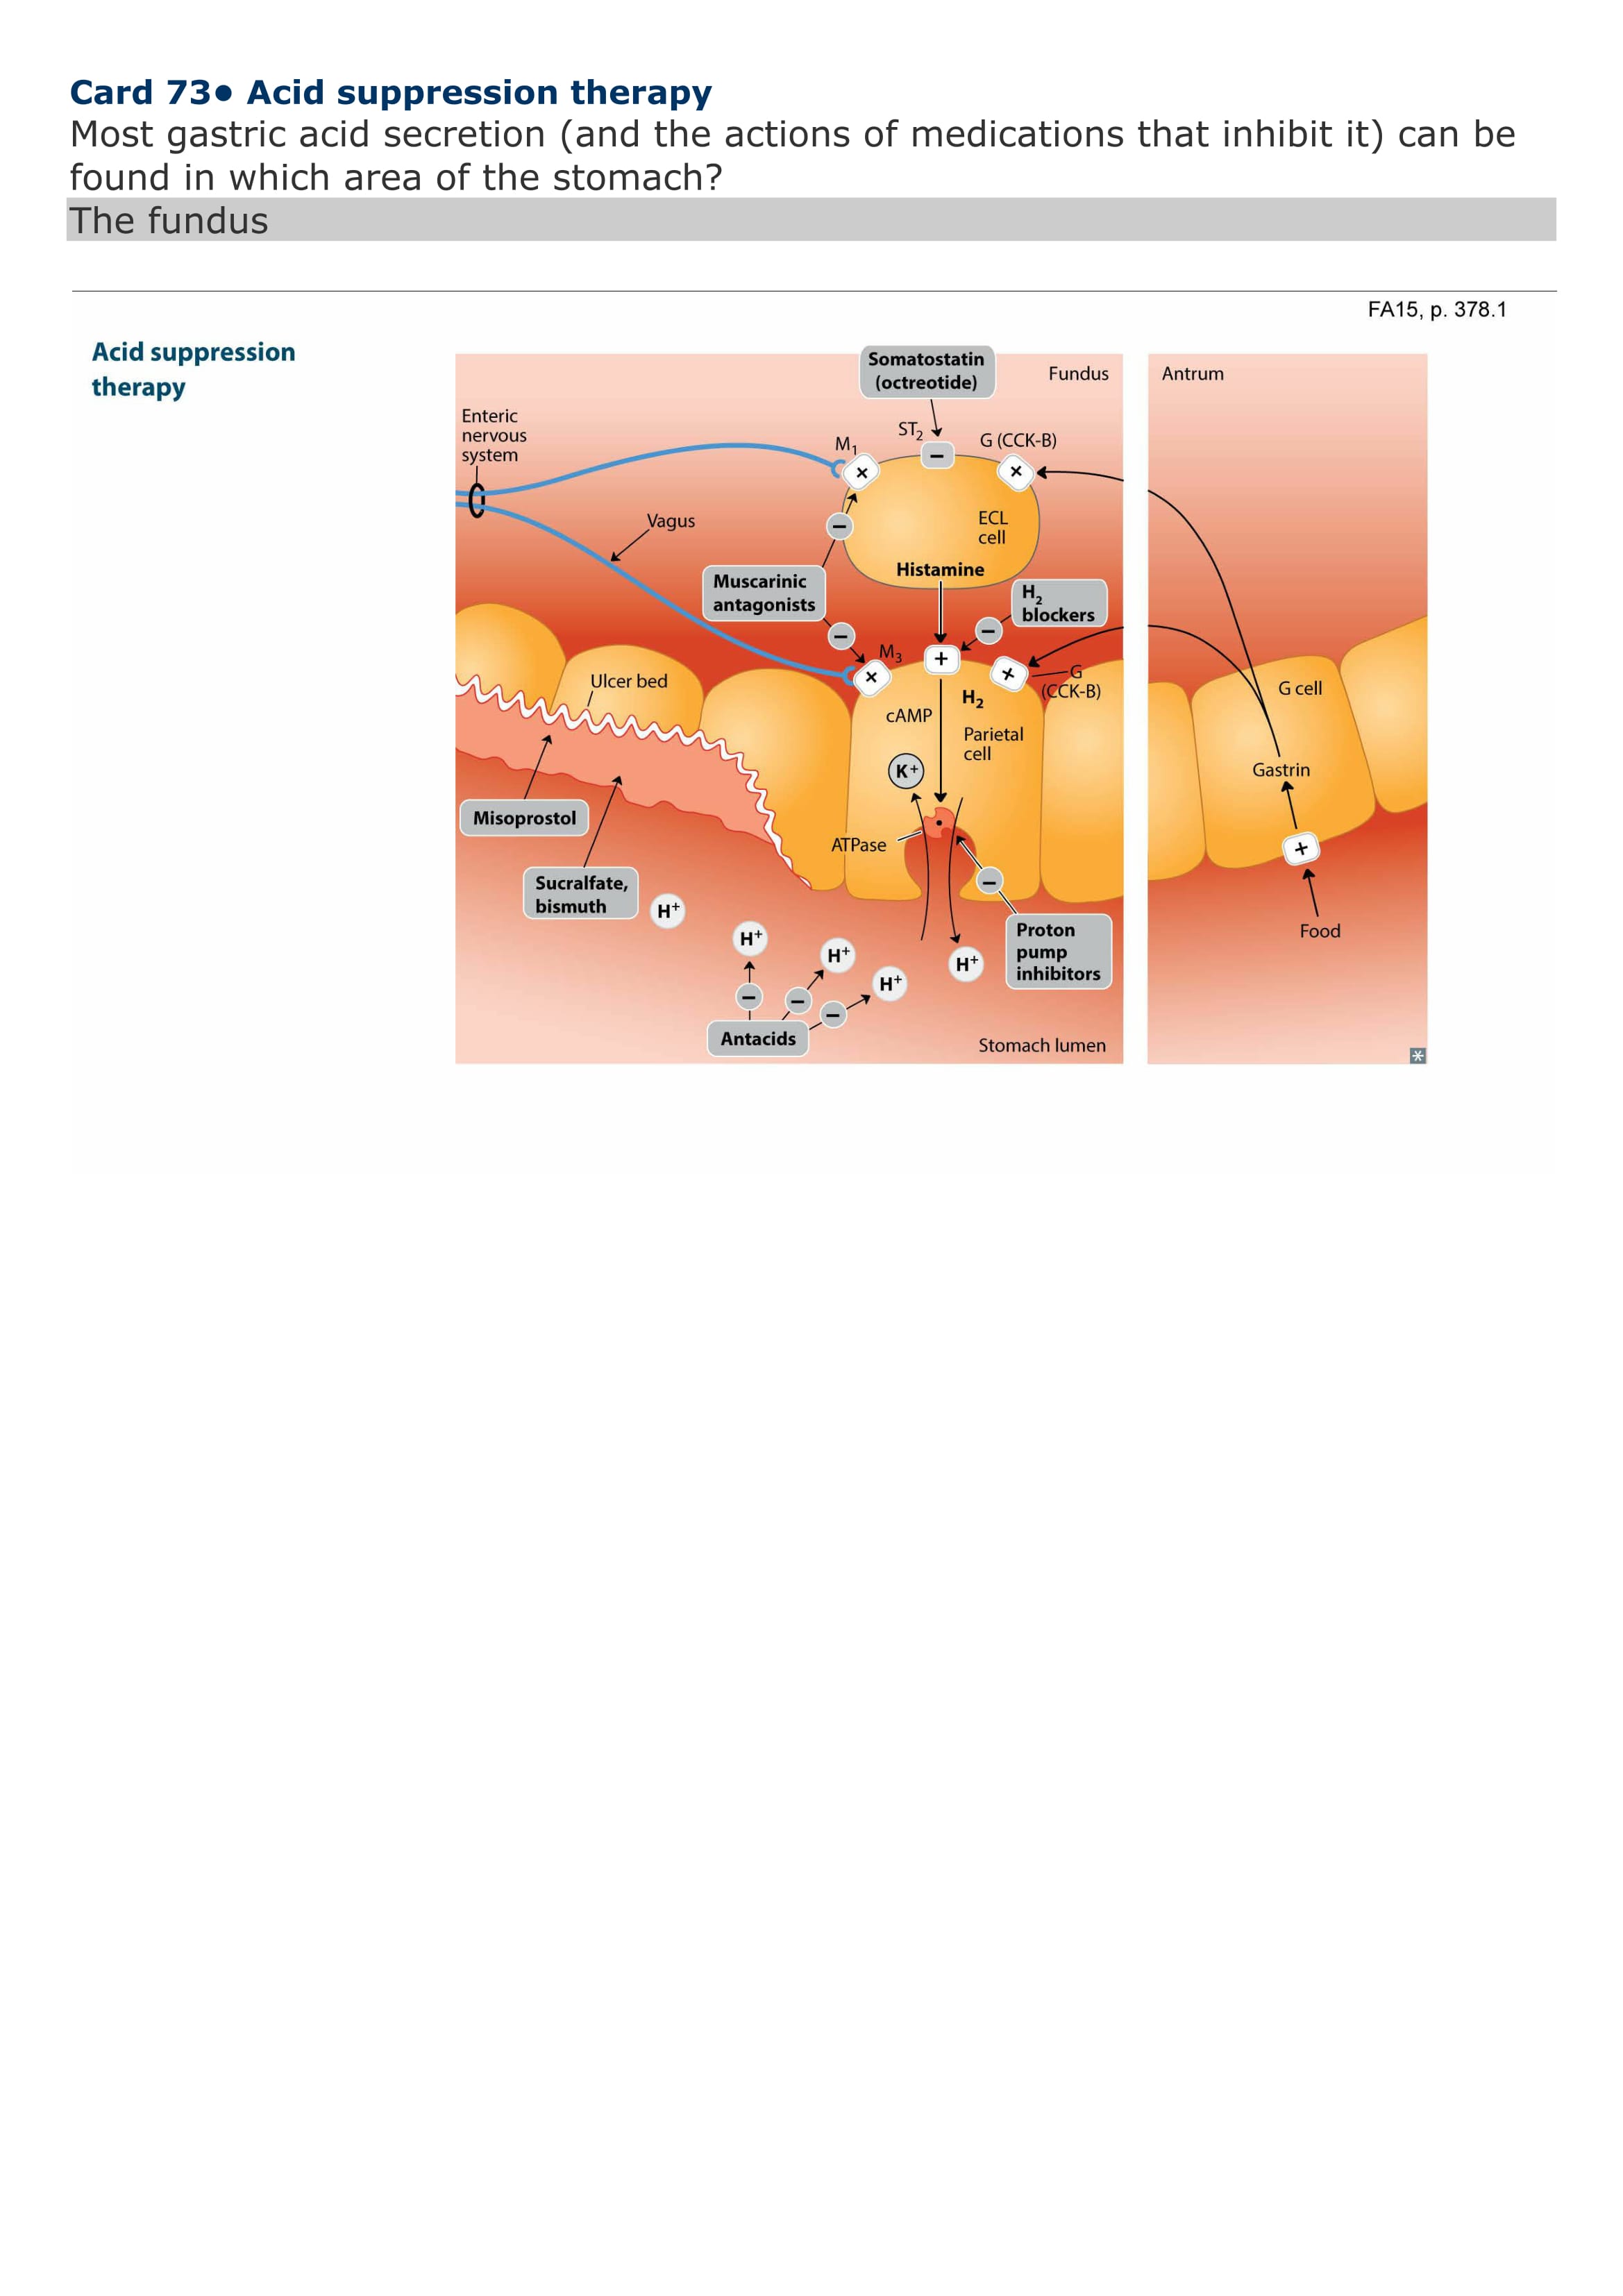 Card 73● Acid suppression therapy
Most gastric acid secretion (and the actions of medications that inhibit it) can be
found in which area of the stomach?
The fundus
FA15, p. 378.1
Acid suppression
therapy
Somatostatin
(octreotide)
Fundus
Antrum
Enteric
nervous
system
ST2
M1
G (CCK-B)
×
−
×
Vagus
−
ECL
cell
Histamine
Muscarinic
antagonists
H2
blockers
−
−
M3
×
+
×
G
(CCK-B)
Ulcer bed
H2
cAMP
Parietal
cell
G cell
K+
Gastrin
Misoprostol
ATPase
+
−
Sucralfate,
bismuth
H+
Food
H+
H+
H+
H+
Proton
pump
inhibitors
−
−
−
Antacids
Stomach lumen